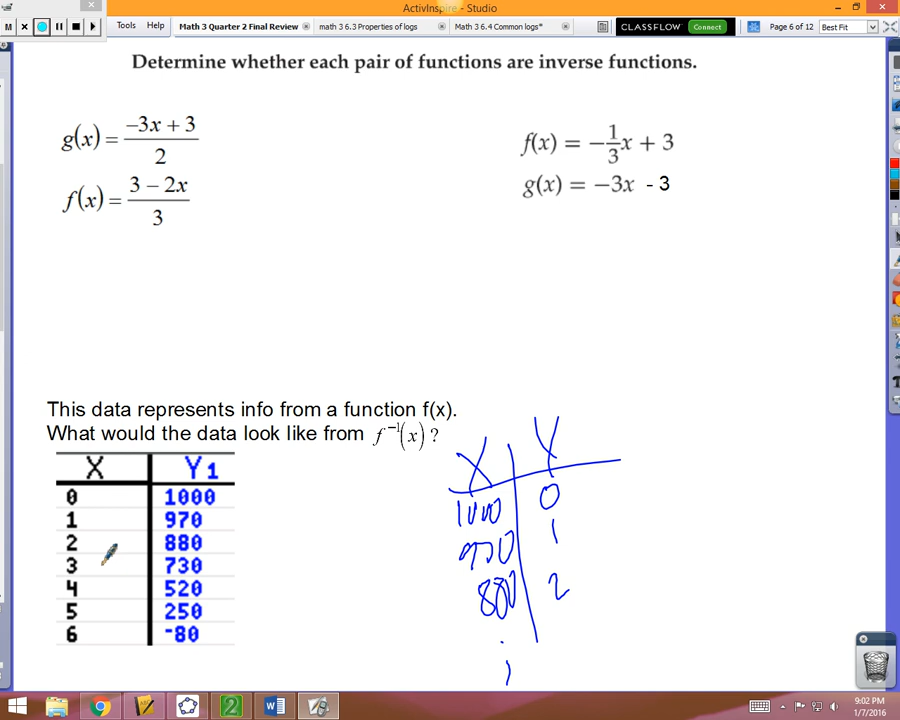 ActivInspire - Studio
Tools Help Math 3 Quarter 2 Final Review math 3 6.3 Properties of logs Math 3 6.4 Common logs* CLASSFLOW Connect Page 6 of 12 Best Fit
Determine whether each pair of functions are inverse functions.
g(x) = (-3x + 3)/2
f(x) = (3 - 2x)/3
f(x) = -1/3x + 3
g(x) = -3x - 3
This data represents info from a function f(x).
What would the data look like from f⁻¹(x) ?
X Y1
0 1000
1 970
2 880
3 730
4 520
5 250
6 -80
X Y
1000 0
970 1
880 2
9:02 PM
1/7/2016